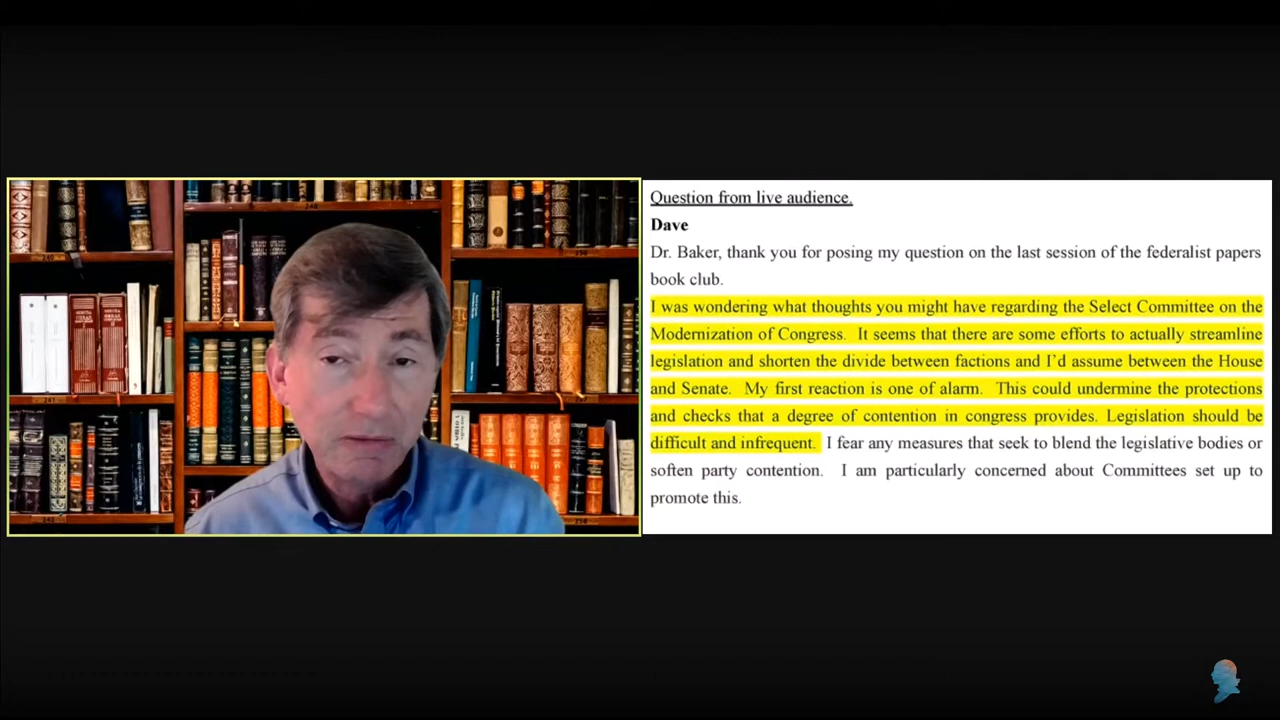 Question from live audience.
Dave
Dr. Baker, thank you for posing my question on the last session of the federalist papers
book club.
I was wondering what thoughts you might have regarding the Select Committee on the
Modernization of Congress. It seems that there are some efforts to actually streamline
legislation and shorten the divide between factions and I’d assume between the House
and Senate. My first reaction is one of alarm. This could undermine the protections
and checks that a degree of contention in congress provides. Legislation should be
difficult and infrequent. I fear any measures that seek to blend the legislative bodies or
soften party contention. I am particularly concerned about Committees set up to
promote this.